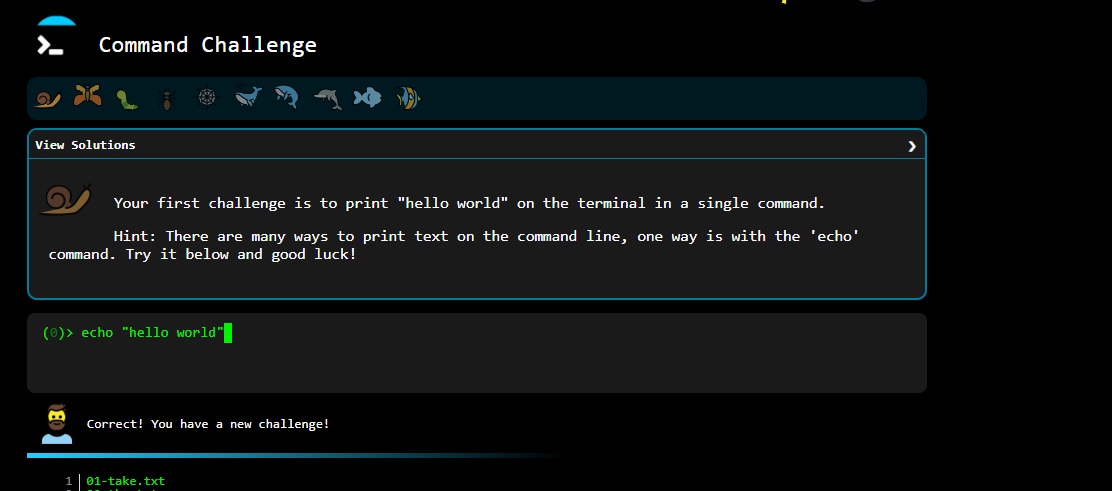 Command Challenge
View Solutions
Your first challenge is to print "hello world" on the terminal in a single command.
Hint: There are many ways to print text on the command line, one way is with the 'echo'
command. Try it below and good luck!
(0)> echo "hello world"
Correct! You have a new challenge!
1 01-take.txt